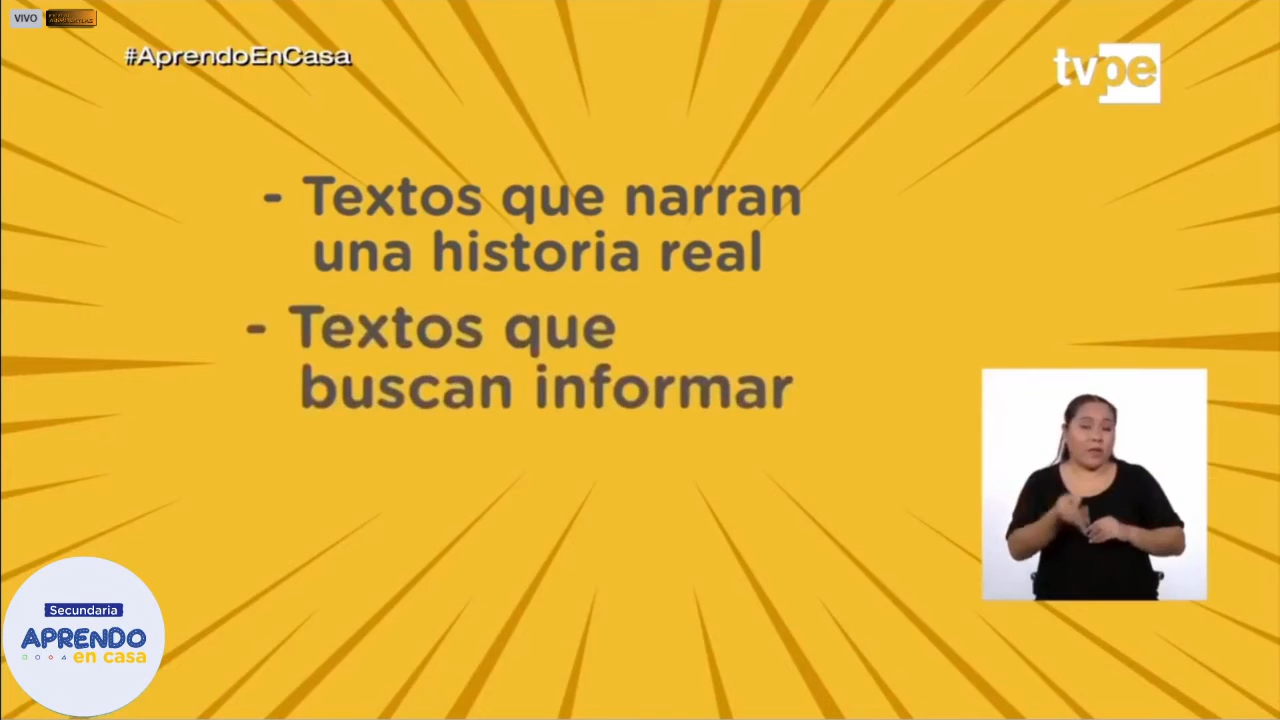 VIVO
#AprendoEnCasa
tvpe
- Textos que narran
una historia real
- Textos que
buscan informar
Secundaria
APRENDO
en casa